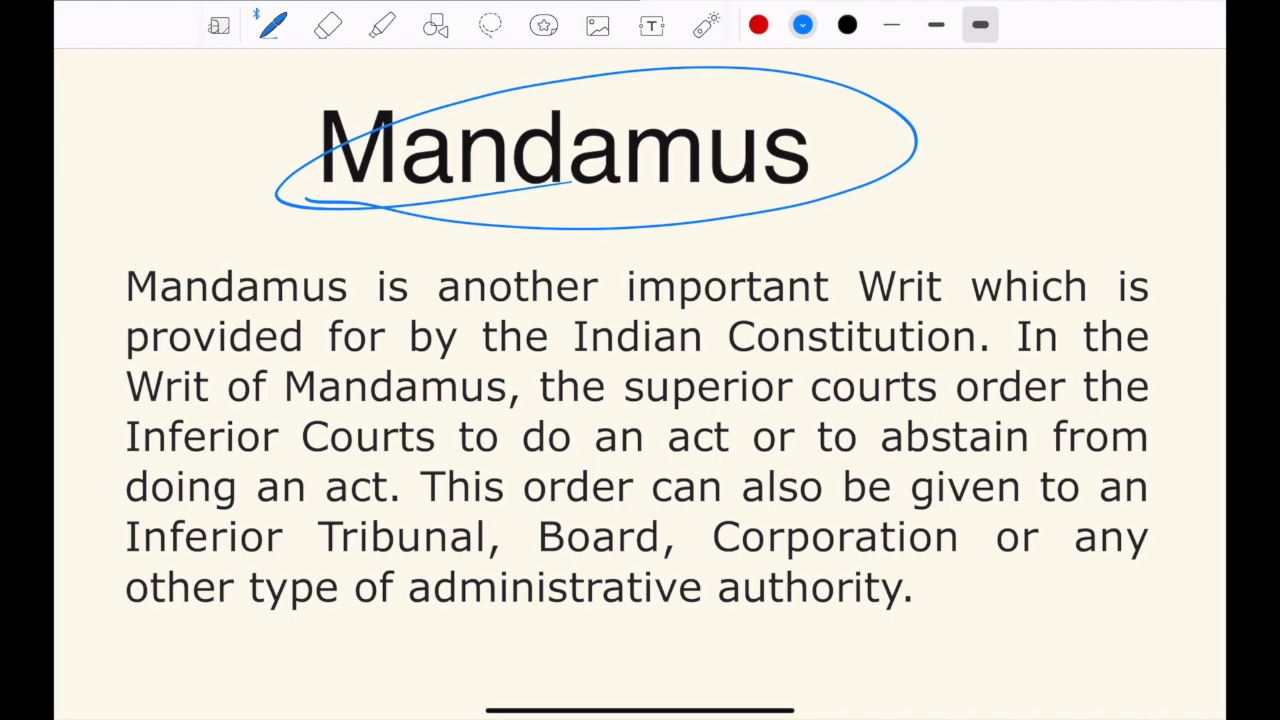 Mandamus
Mandamus is another important Writ which is
provided for by the Indian Constitution. In the
Writ of Mandamus, the superior courts order the
Inferior Courts to do an act or to abstain from
doing an act. This order can also be given to an
Inferior Tribunal, Board, Corporation or any
other type of administrative authority.